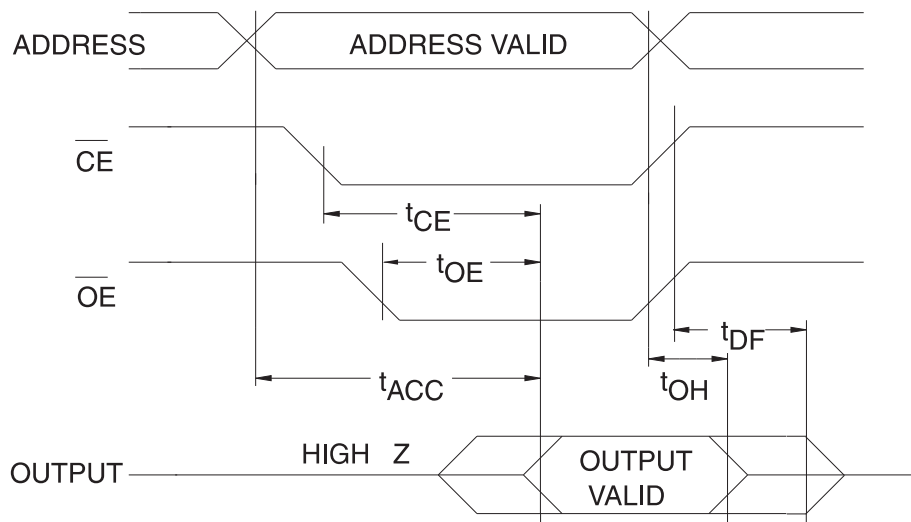 ADDRESS
ADDRESS VALID
CE
tCE
OE
tOE
tDF
tACC
tOH
OUTPUT
HIGH Z
OUTPUT
VALID